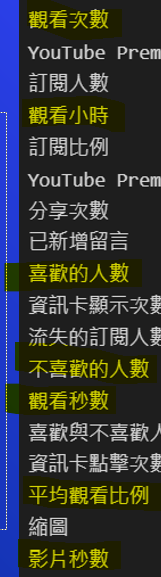 觀看次數
YouTube Prem
訂閱人數
觀看小時
訂閱比例
YouTube Prem
分享次數
已新增留言
喜歡的人數
資訊卡顯示次數
流失的訂閱人數
不喜歡的人數
觀看秒數
喜歡與不喜歡人
資訊卡點擊次數
平均觀看比例
縮圖
影片秒數